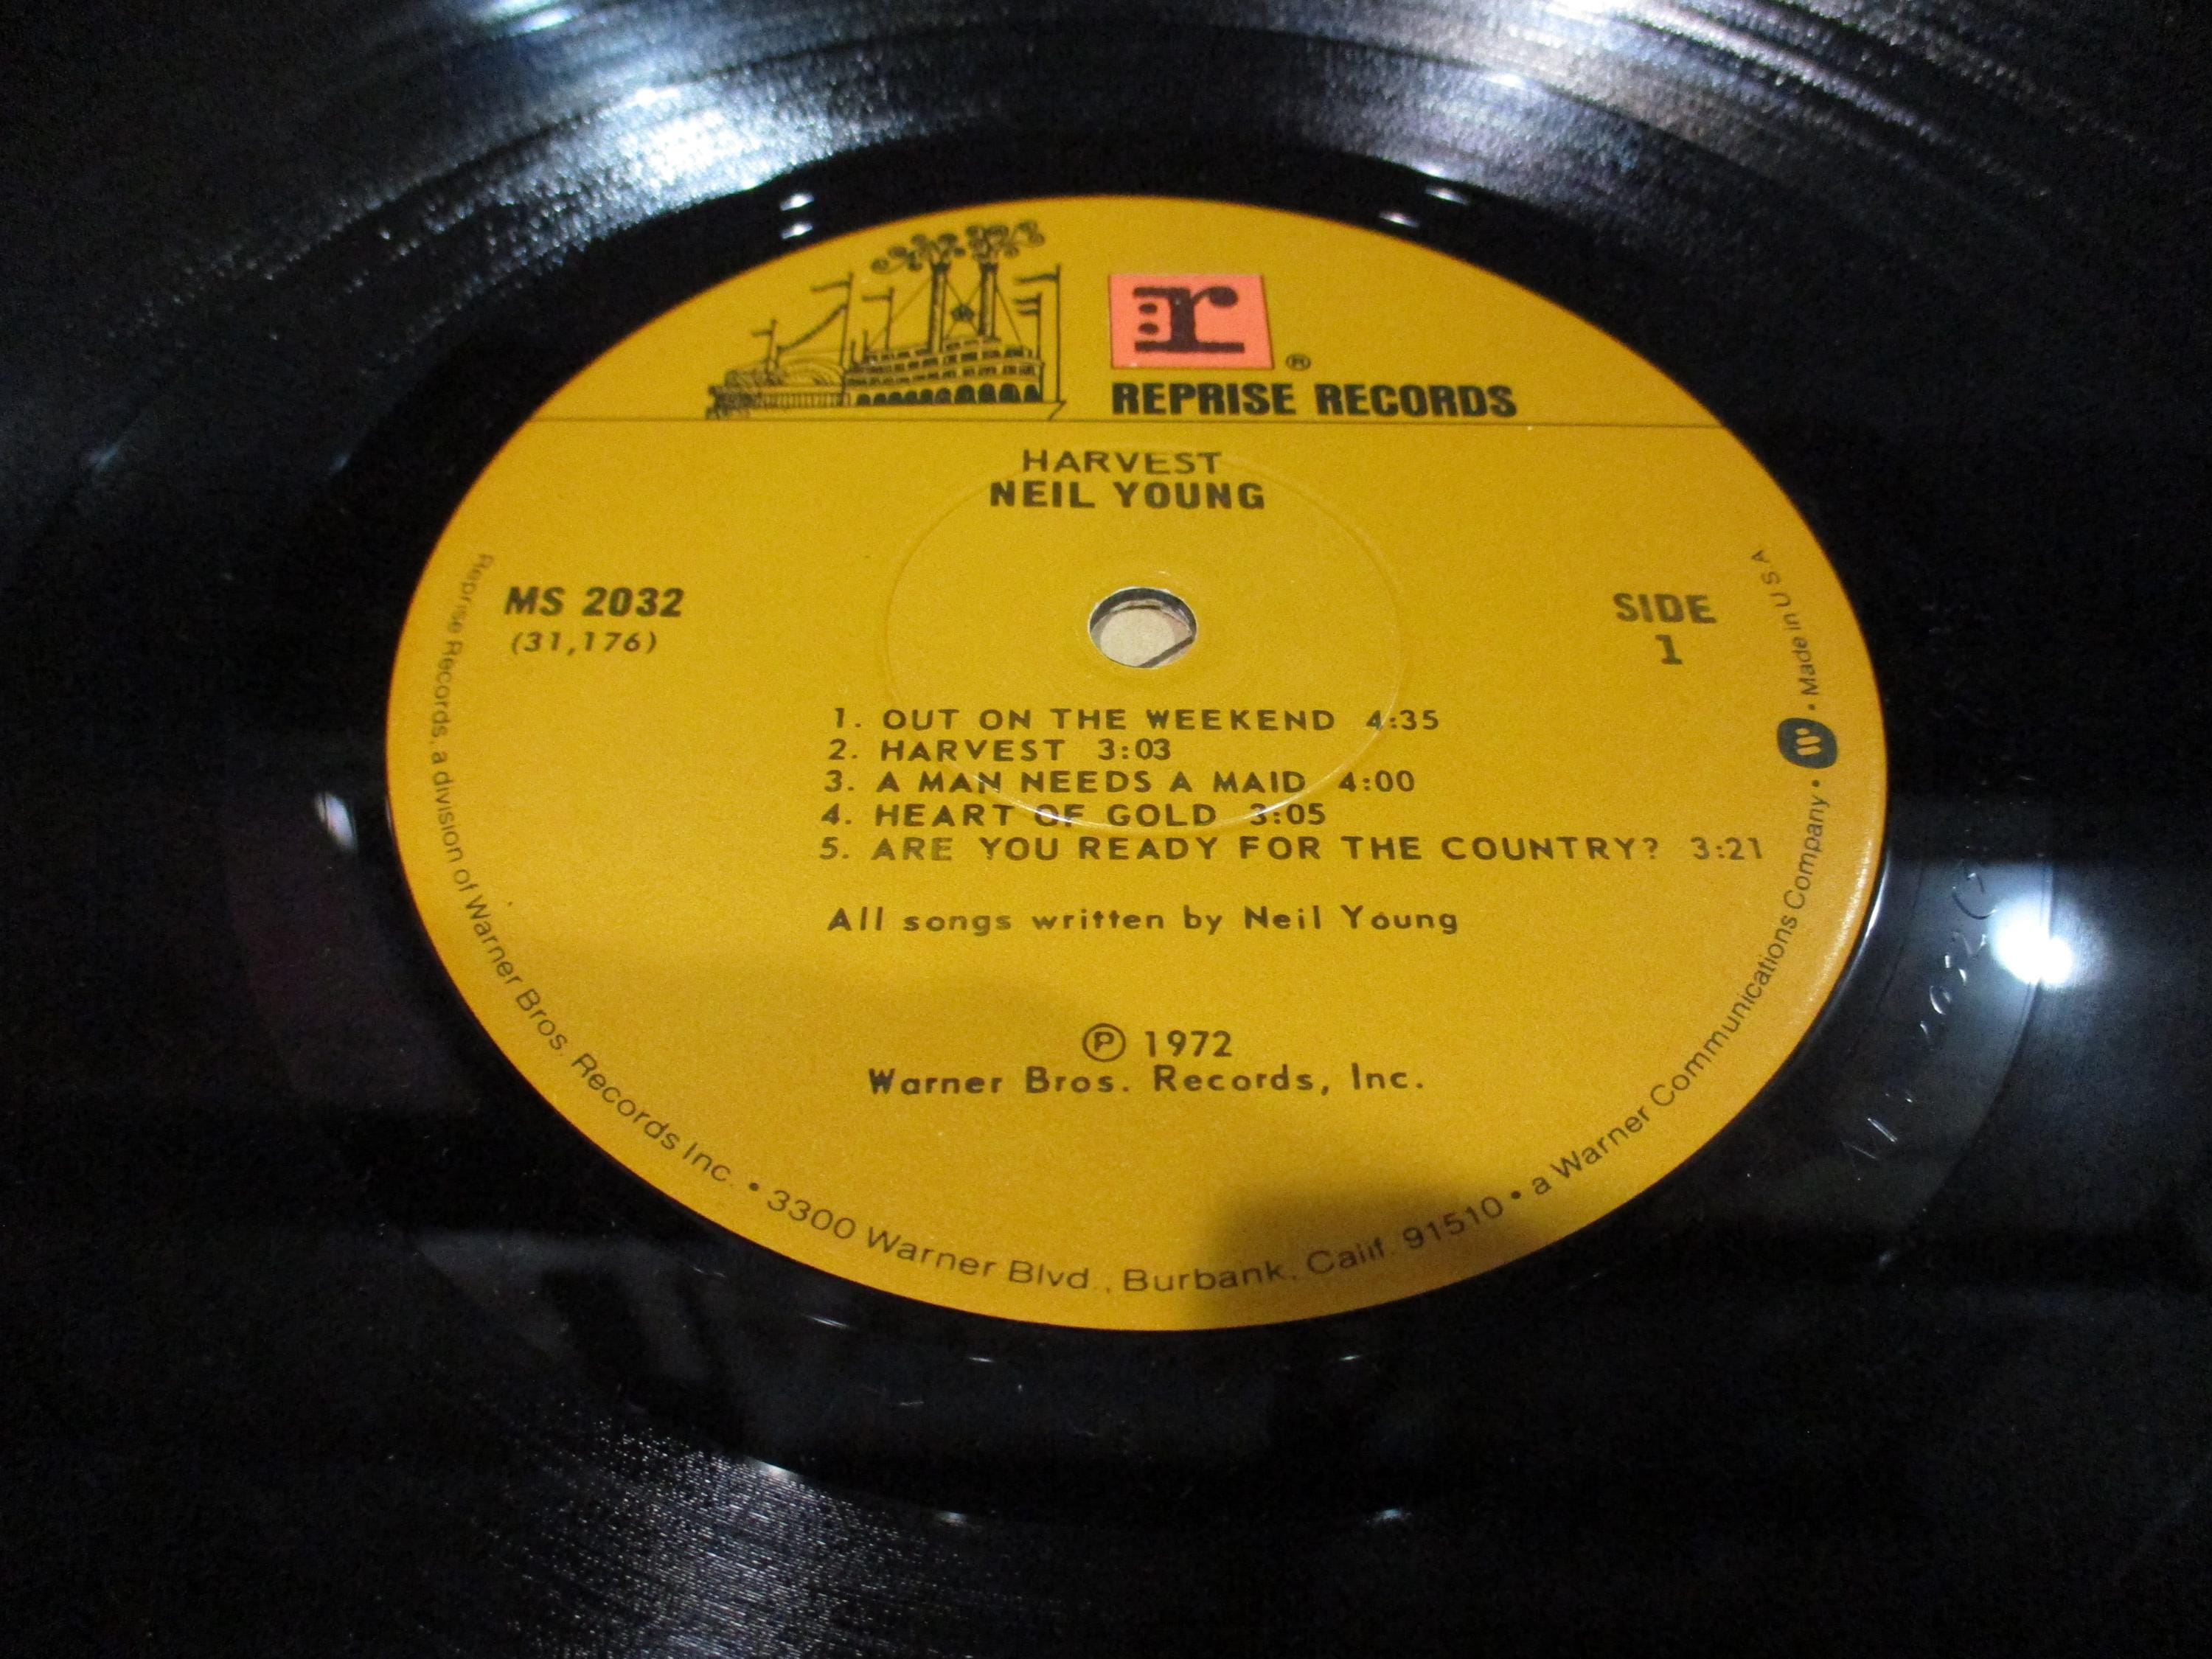 r ®
REPRISE RECORDS
HARVEST
NEIL YOUNG
MS 2032
(31,176)
SIDE
1
1. OUT ON THE WEEKEND 4:35
2. HARVEST 3:03
3. A MAN NEEDS A MAID 4:00
4. HEART OF GOLD 3:05
5. ARE YOU READY FOR THE COUNTRY? 3:21
All songs written by Neil Young
Ⓟ 1972
Warner Bros. Records, Inc.
Reprise Records, a division of Warner Bros. Records Inc. • 3300 Warner Blvd., Burbank, Calif. 91510 • a Warner Communications Company • W • Made in U.S.A.